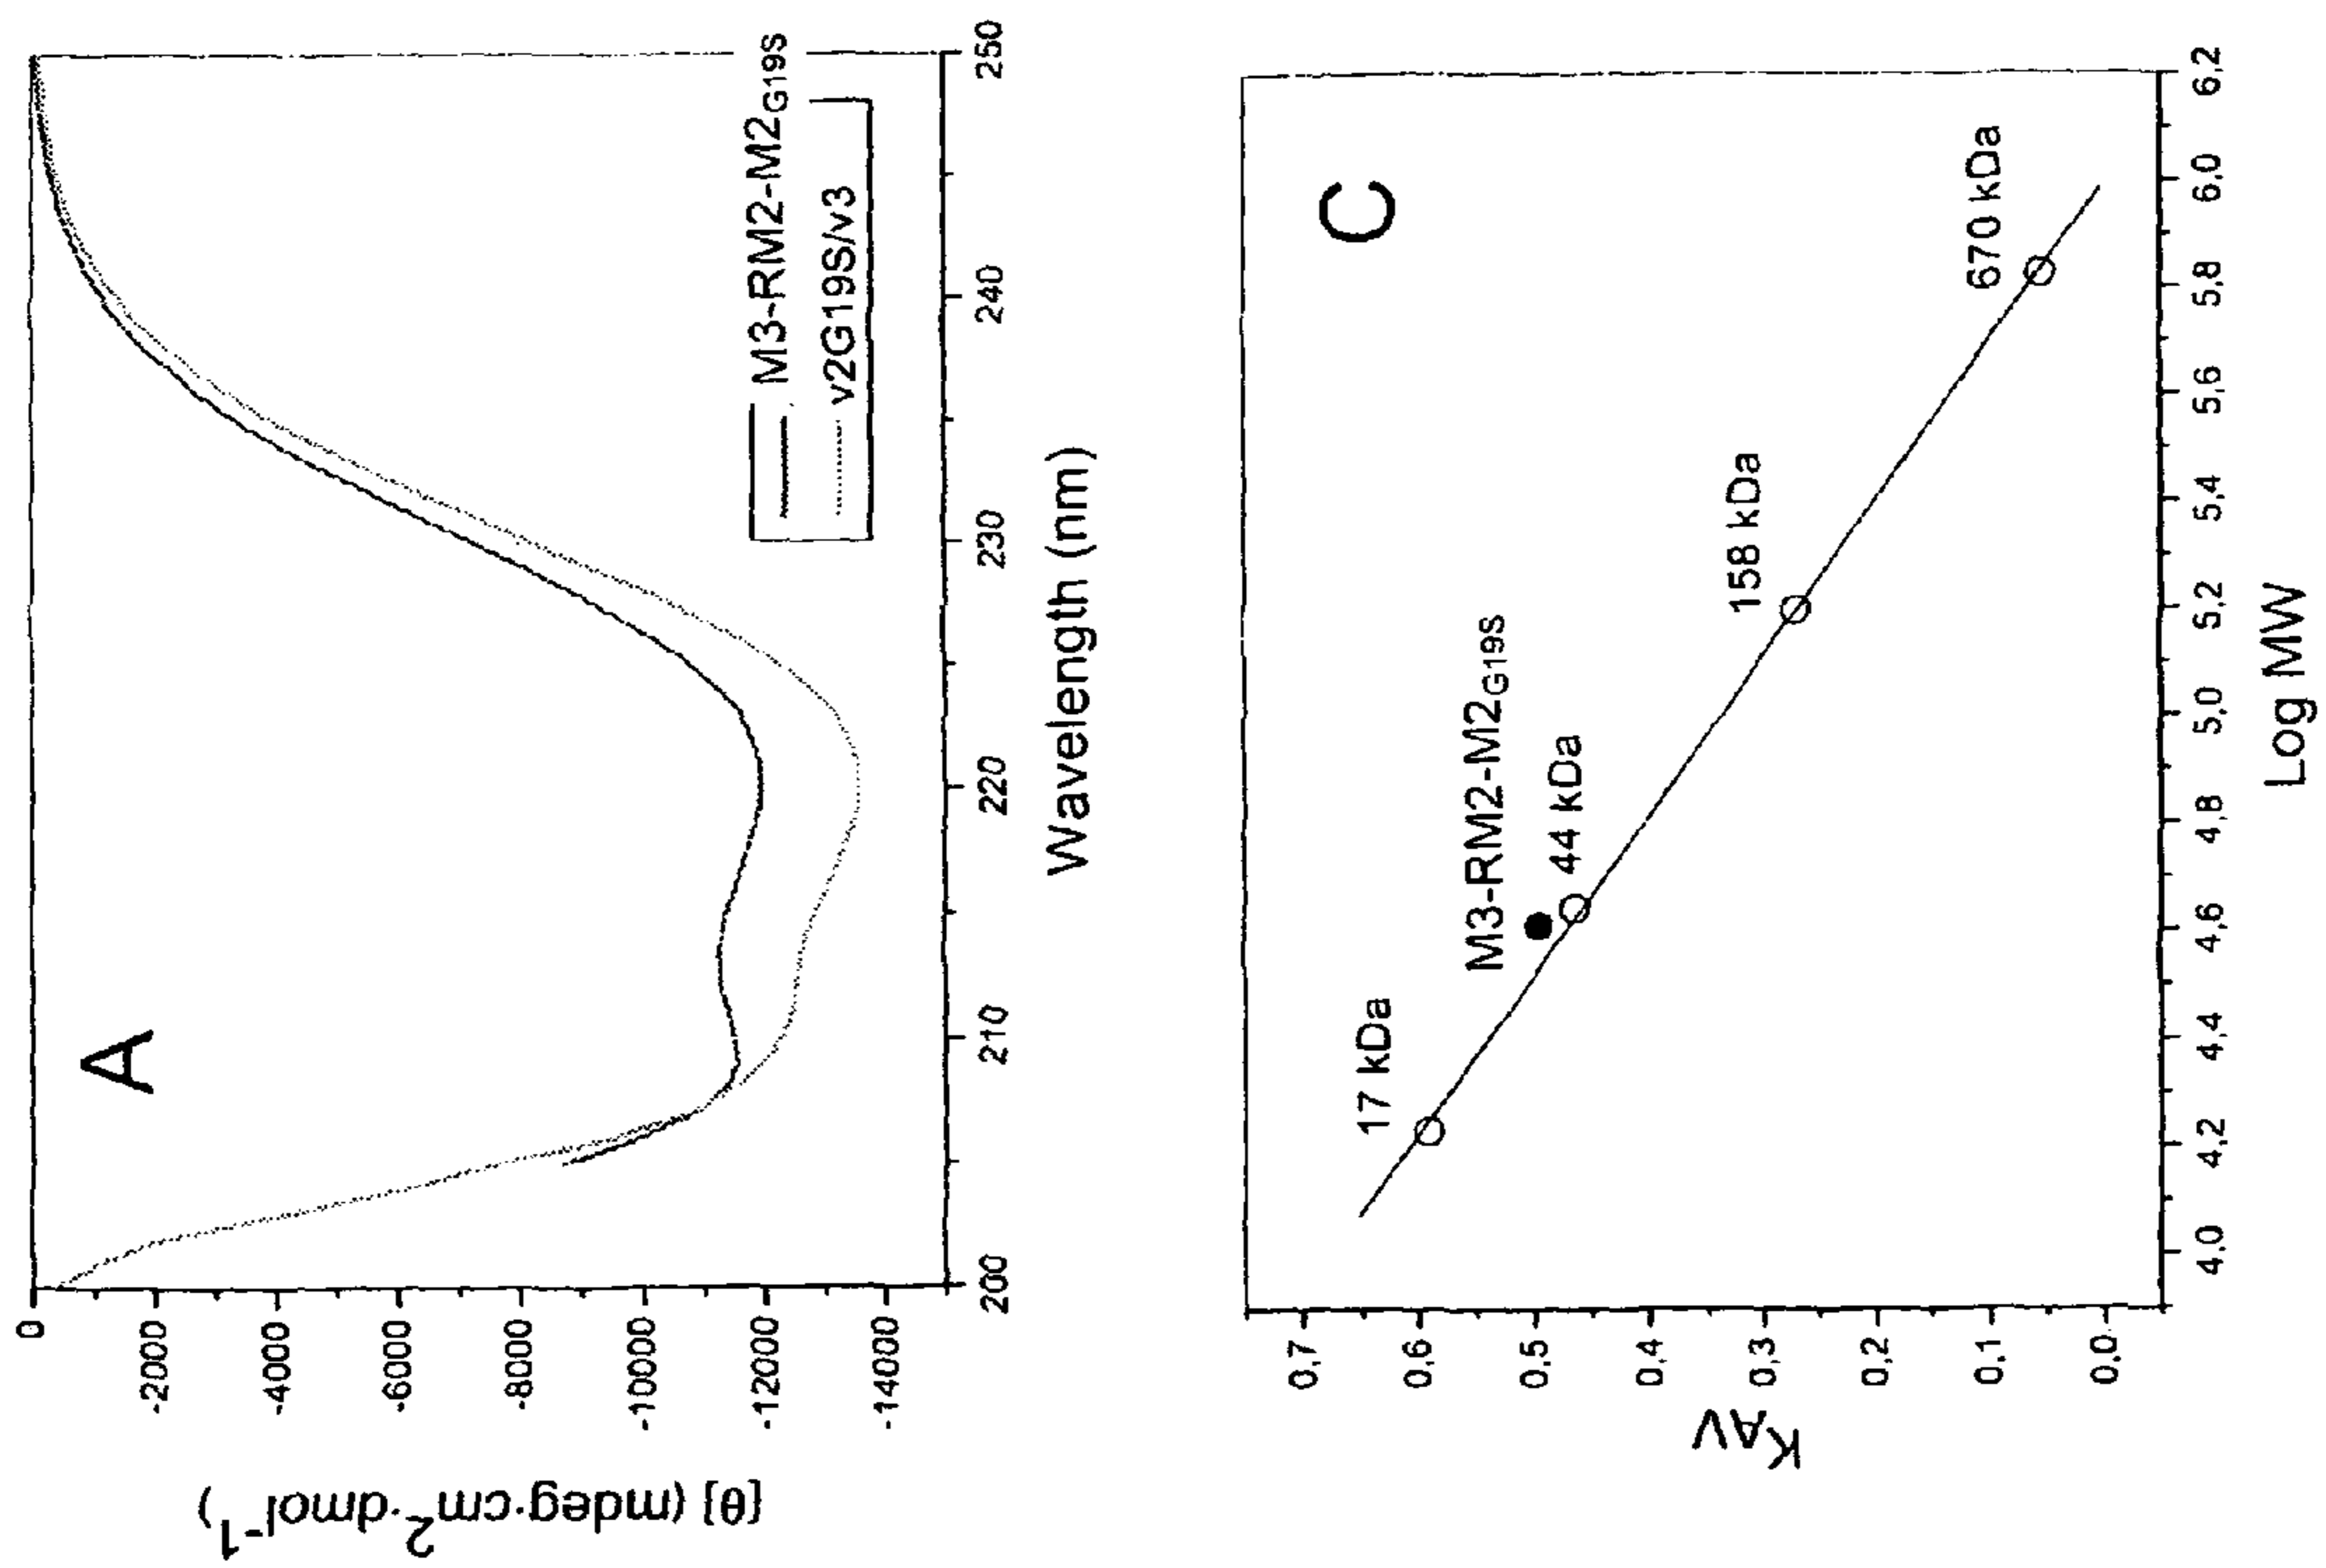 A
[θ] (mdeg·cm2·dmol-1)
0
-2000
-4000
-6000
-8000
-10000
-12000
-14000
200
210
220
230
240
250
Wavelength (nm)
M3-RM2-M2G19S
v2G19S/v3
C
KAV
0,7
0,6
0,5
0,4
0,3
0,2
0,1
0,0
4,0
4,2
4,4
4,6
4,8
5,0
5,2
5,4
5,6
5,8
6,0
6,2
Log MW
17 kDa
M3-RM2-M2G19S
44 kDa
158 kDa
670 kDa